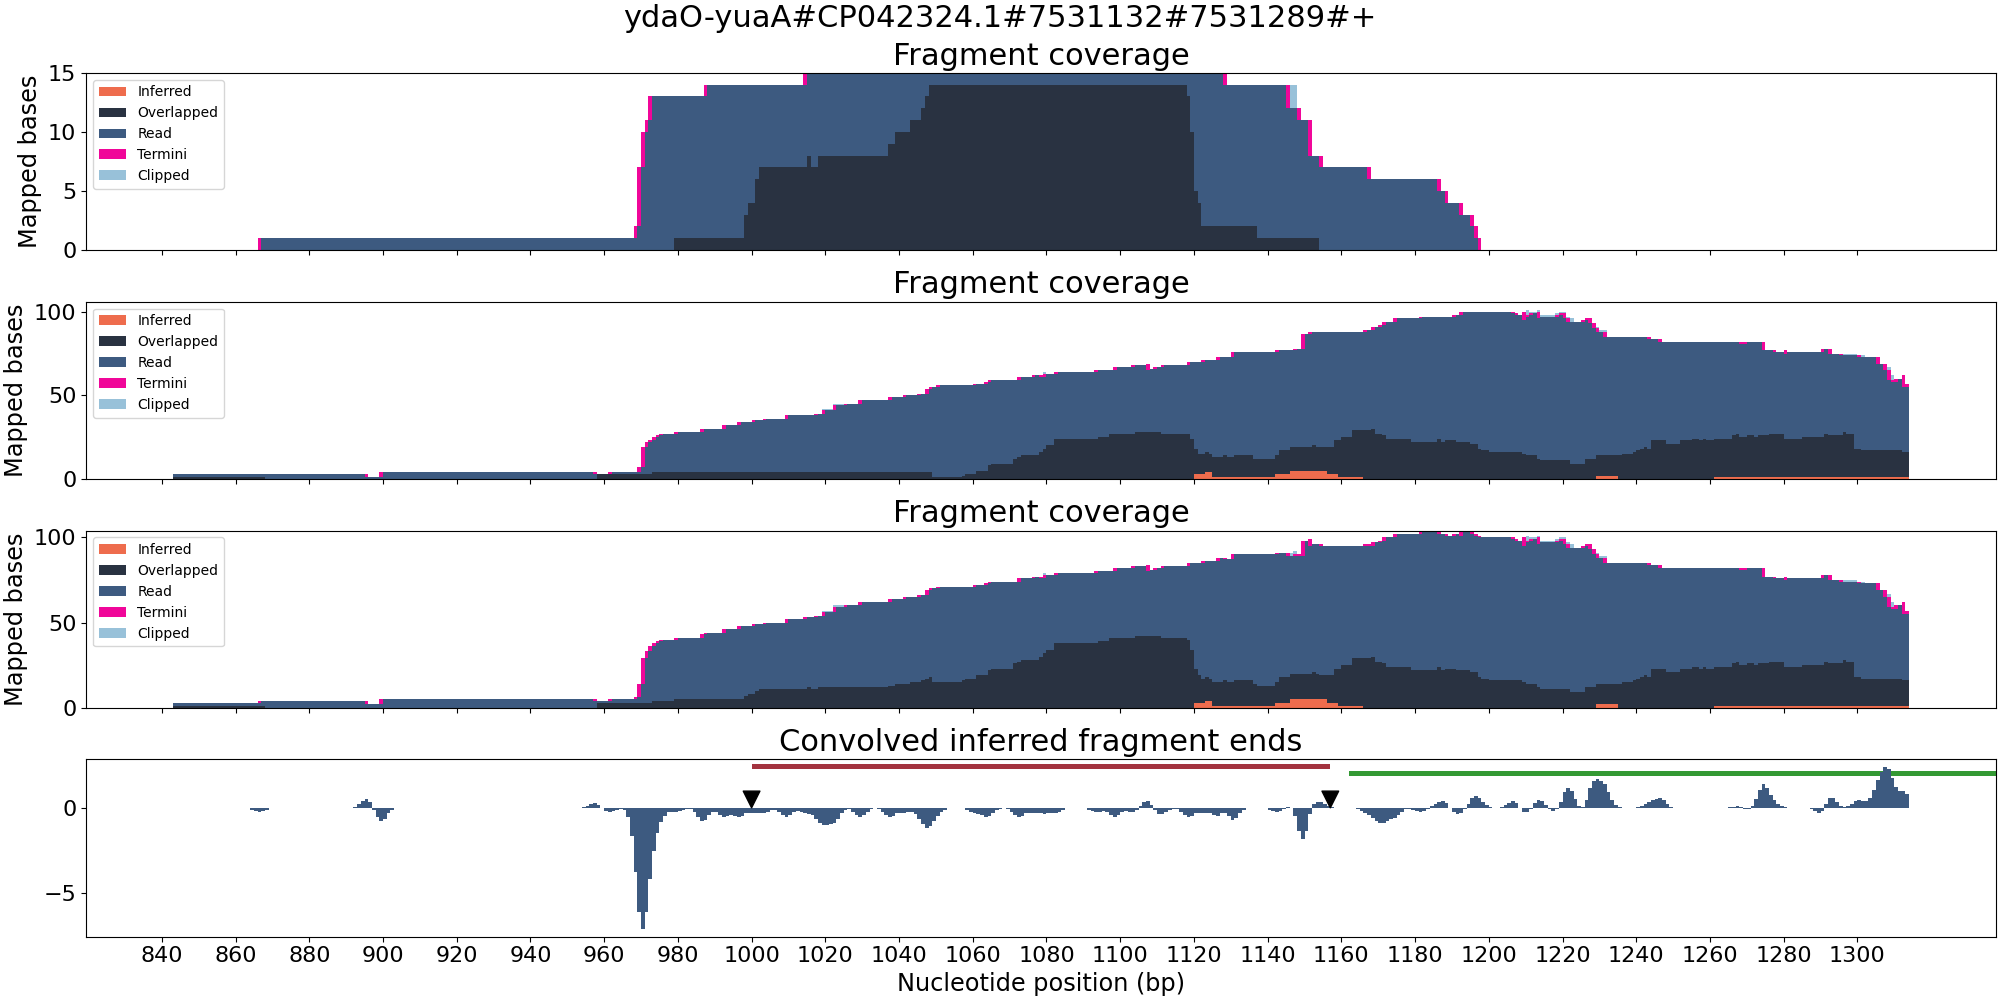 ydaO-yuaA#CP042324.1#7531132#7531289#+
Fragment coverage
Mapped bases
15
10
5
0
Inferred
Overlapped
Read
Termini
Clipped
Fragment coverage
Mapped bases
100
50
0
Inferred
Overlapped
Read
Termini
Clipped
Fragment coverage
Mapped bases
100
50
0
Inferred
Overlapped
Read
Termini
Clipped
Convolved inferred fragment ends
0
−5
840 860 880 900 920 940 960 980 1000 1020 1040 1060 1080 1100 1120 1140 1160 1180 1200 1220 1240 1260 1280 1300
Nucleotide position (bp)